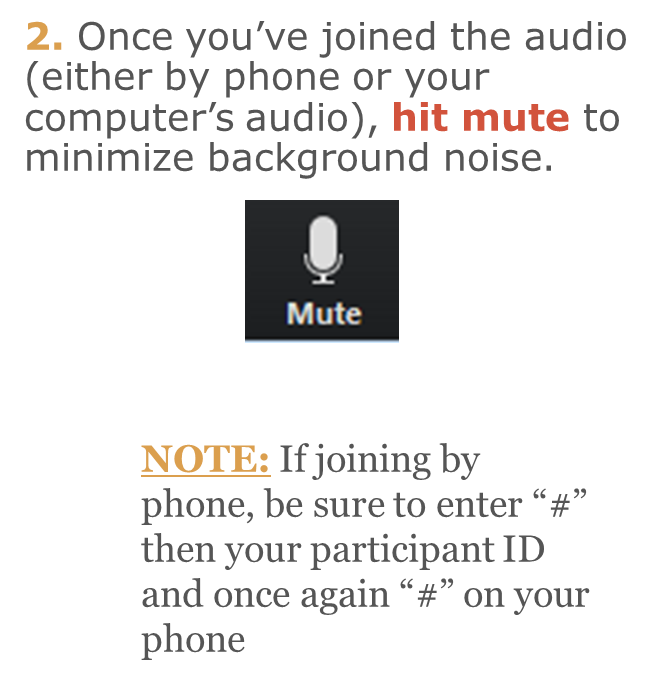 2. Once you’ve joined the audio
(either by phone or your
computer’s audio), hit mute to
minimize background noise.
Mute
NOTE: If joining by
phone, be sure to enter “#”
then your participant ID
and once again “#” on your
phone